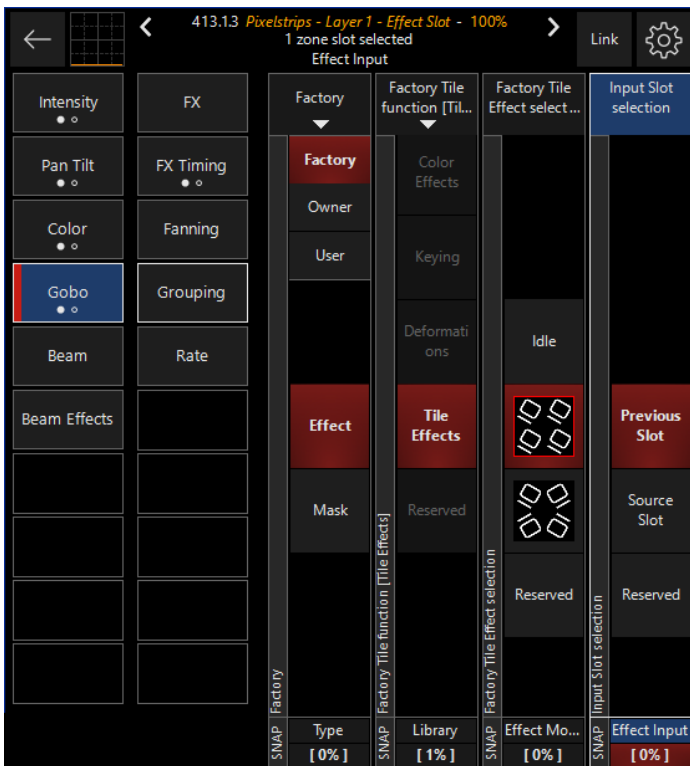 413.1.3 Pixelstrips - Layer 1 - Effect Slot - 100%
1 zone slot selected
Effect Input
Link
Intensity
Pan Tilt
Color
Gobo
Beam
Beam Effects
FX
FX Timing
Fanning
Grouping
Rate
Factory
Factory
Owner
User
Effect
Mask
Factory
SNAP
Type
[ 0% ]
Factory Tile
function [Til...
Color
Effects
Keying
Deformati
ons
Tile
Effects
Reserved
Factory Tile function [Tile Effects]
SNAP
Library
[ 1% ]
Factory Tile
Effect select ...
Idle
Reserved
Factory Tile Effect selection
SNAP
Effect Mo...
[ 0% ]
Input Slot
selection
Previous
Slot
Source
Slot
Reserved
Input Slot selection
SNAP
Effect Input
[ 0% ]